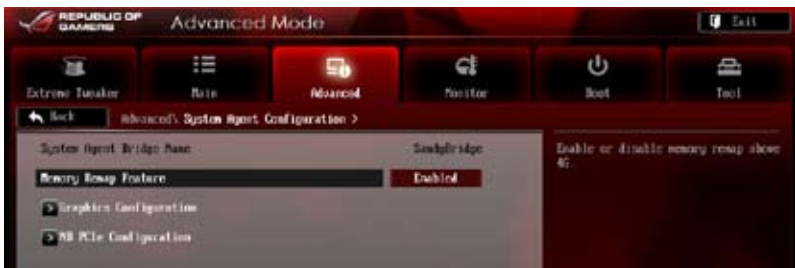 REPUBLIC OF GAMERS
Advanced Mode
Exit
Extreme Tweaker
Main
Advanced
Monitor
Boot
Tool
Back
Advanced\ System Agent Configuration >
System Agent Bridge Name SandyBridge
Memory Remap Feature Enabled
> Graphics Configuration
> NB PCIe Configuration
Enable or disable memory remap above
4G.